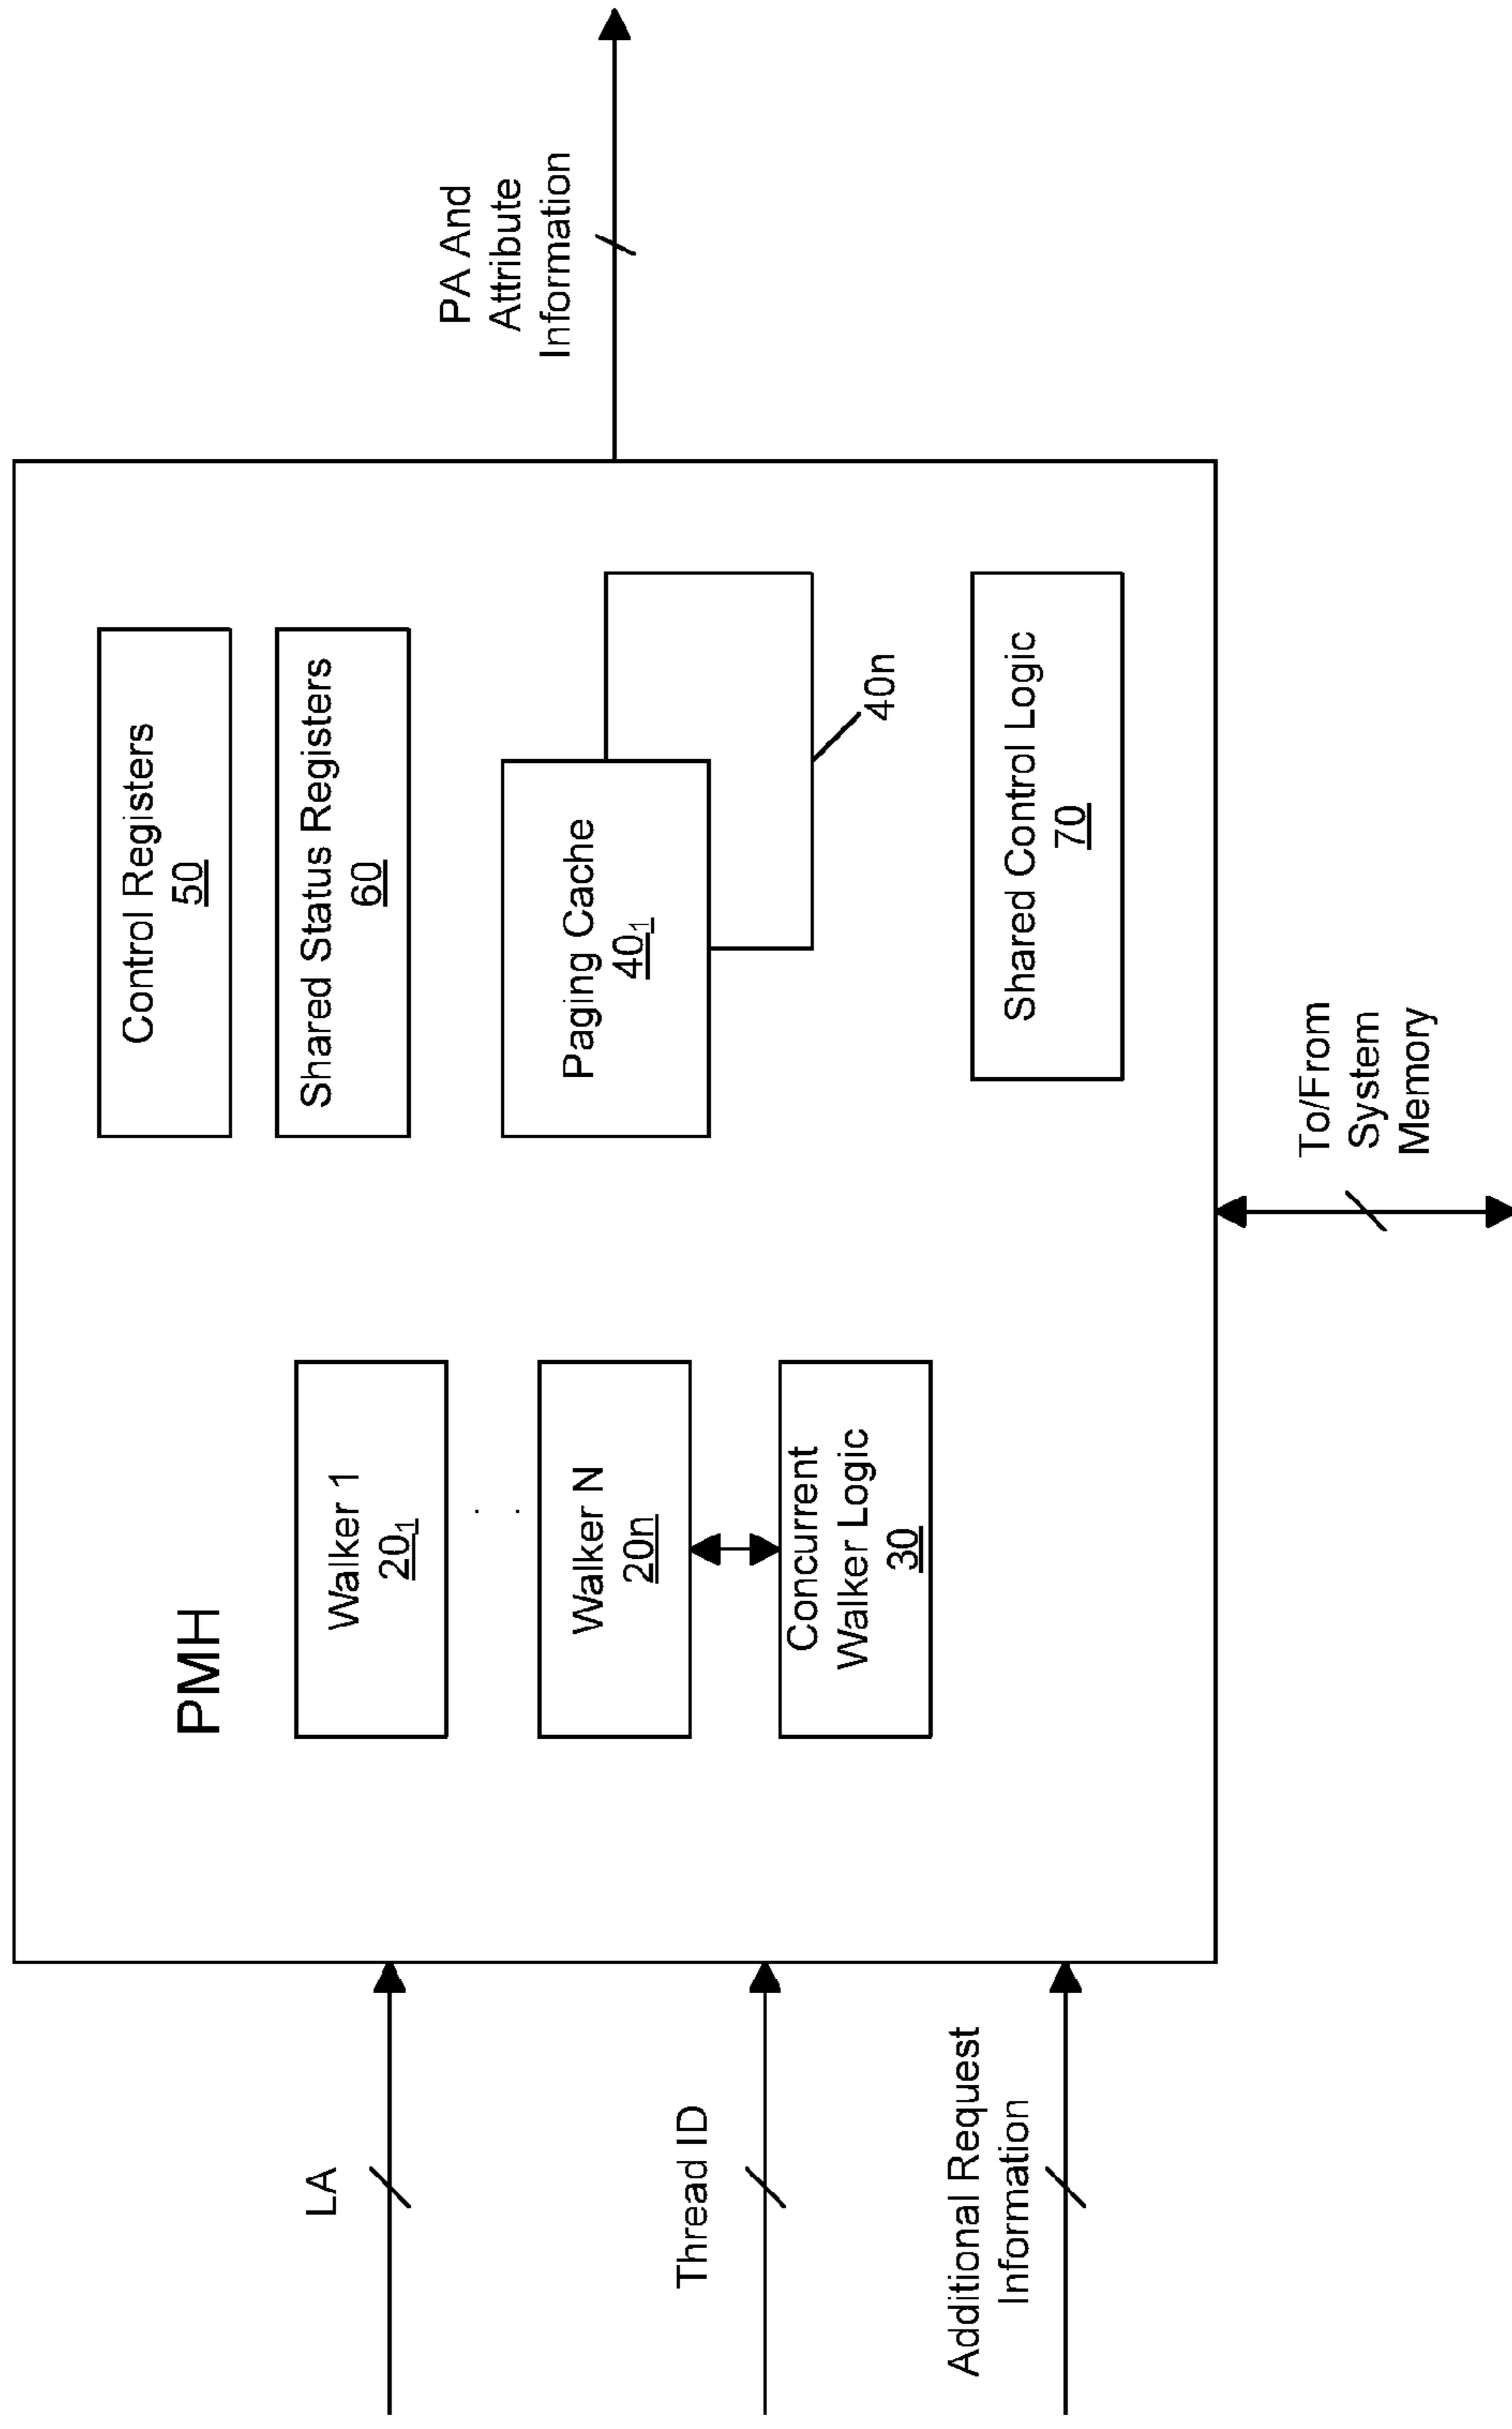 PMH
LA
Thread ID
Additional Request
Information
Walker 1
20₁
Walker N
20n
Concurrent
Walker Logic
30
Control Registers
50
Shared Status Registers
60
Paging Cache
40₁
40n
Shared Control Logic
70
PA And
Attribute
Information
To/From
System
Memory